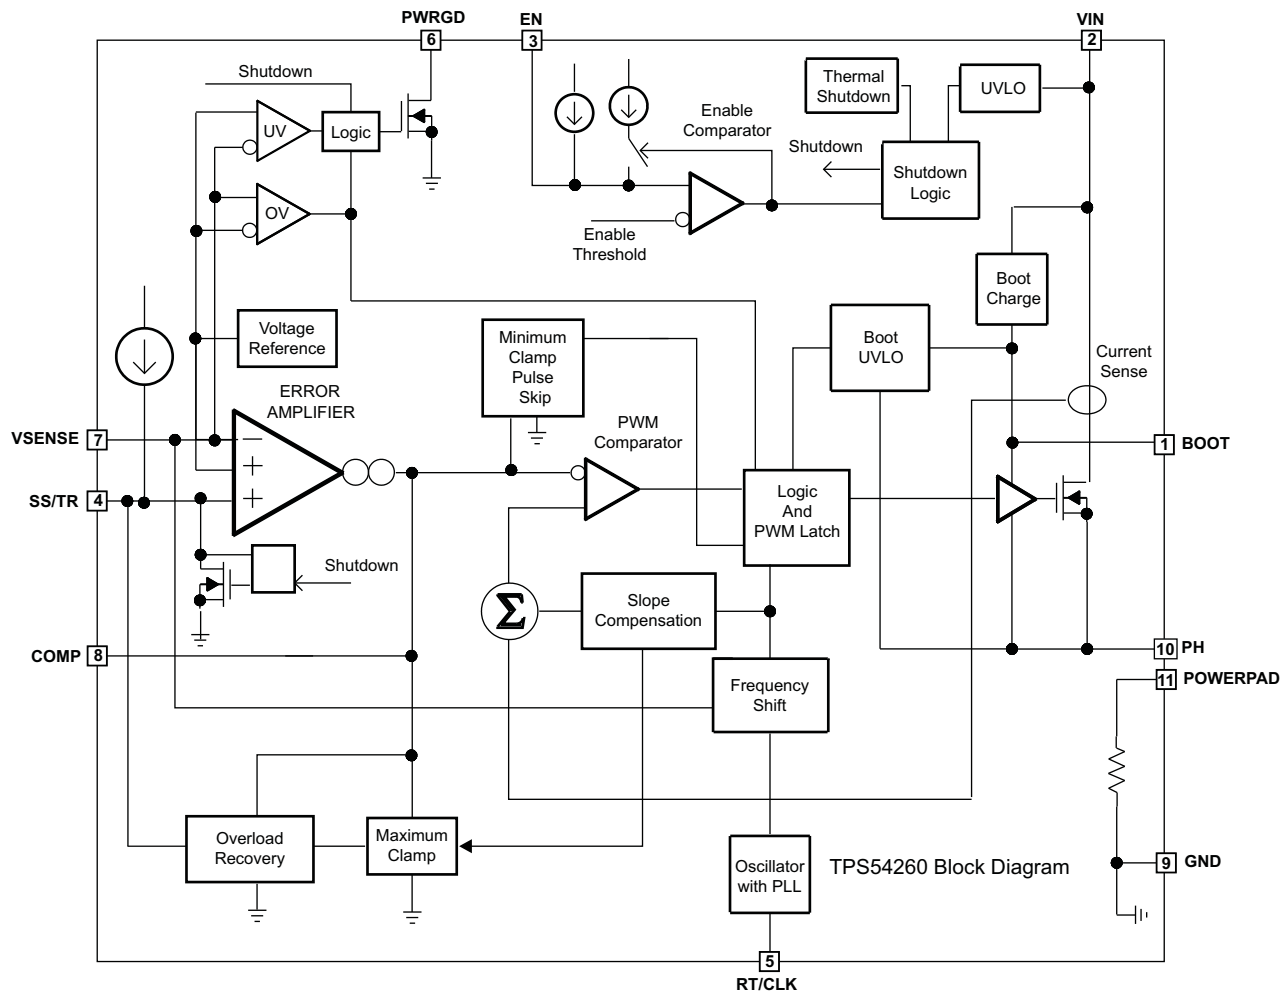 PWRGD
EN
VIN
6
3
2
Shutdown
Thermal
Shutdown
UVLO
Enable
Comparator
UV
Logic
Shutdown
Shutdown
Logic
OV
Enable
Threshold
Boot
Charge
Voltage
Reference
Minimum
Clamp
Pulse
Skip
Boot
UVLO
Current
Sense
ERROR
AMPLIFIER
PWM
Comparator
VSENSE
7
1
BOOT
SS/TR
4
Logic
And
PWM Latch
Shutdown
Σ
Slope
Compensation
COMP
8
10
PH
11
POWERPAD
Frequency
Shift
Overload
Recovery
Maximum
Clamp
Oscillator
with PLL
TPS54260 Block Diagram
9
GND
5
RT/CLK